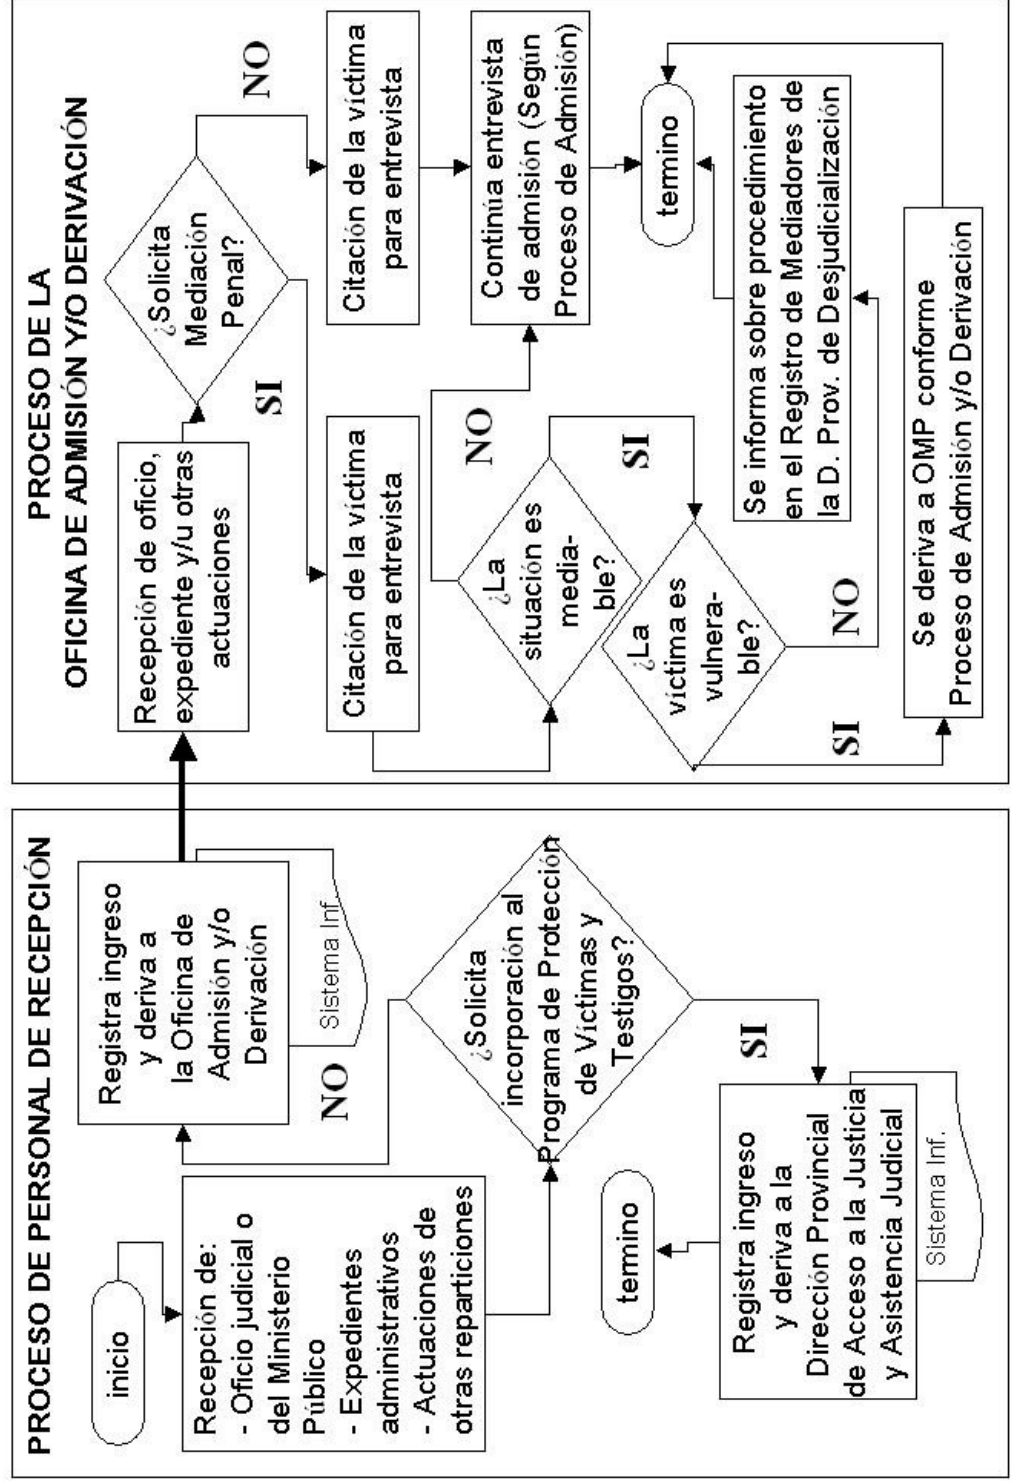 PROCESO DE PERSONAL DE RECEPCIÓN
inicio
Recepción de:
- Oficio judicial o
del Ministerio
Público
- Expedientes
administrativos
- Actuaciones de
otras reparticiones
¿Solicita
incorporación al
Programa de Protección
de Víctimas y
Testigos?
NO
Registra ingreso
y deriva a
la Oficina de
Admisión y/o
Derivación
Sistema Inf.
SI
Registra ingreso
y deriva a la
Dirección Provincial
de Acceso a la Justicia
y Asistencia Judicial
Sistema Inf.
termino
PROCESO DE LA
OFICINA DE ADMISIÓN Y/O DERIVACIÓN
Recepción de oficio,
expediente y/u otras
actuaciones
¿Solicita
Mediación
Penal?
NO
Citación de la víctima
para entrevista
SI
Citación de la víctima
para entrevista
¿La
situación es
media-
ble?
NO
Continúa entrevista
de admisión (Según
Proceso de Admisión)
SI
¿La
víctima es
vulnera-
ble?
termino
NO
Se informa sobre procedimiento
en el Registro de Mediadores de
la D. Prov. de Desjudicialización
SI
Se deriva a OMP conforme
Proceso de Admisión y/o Derivación